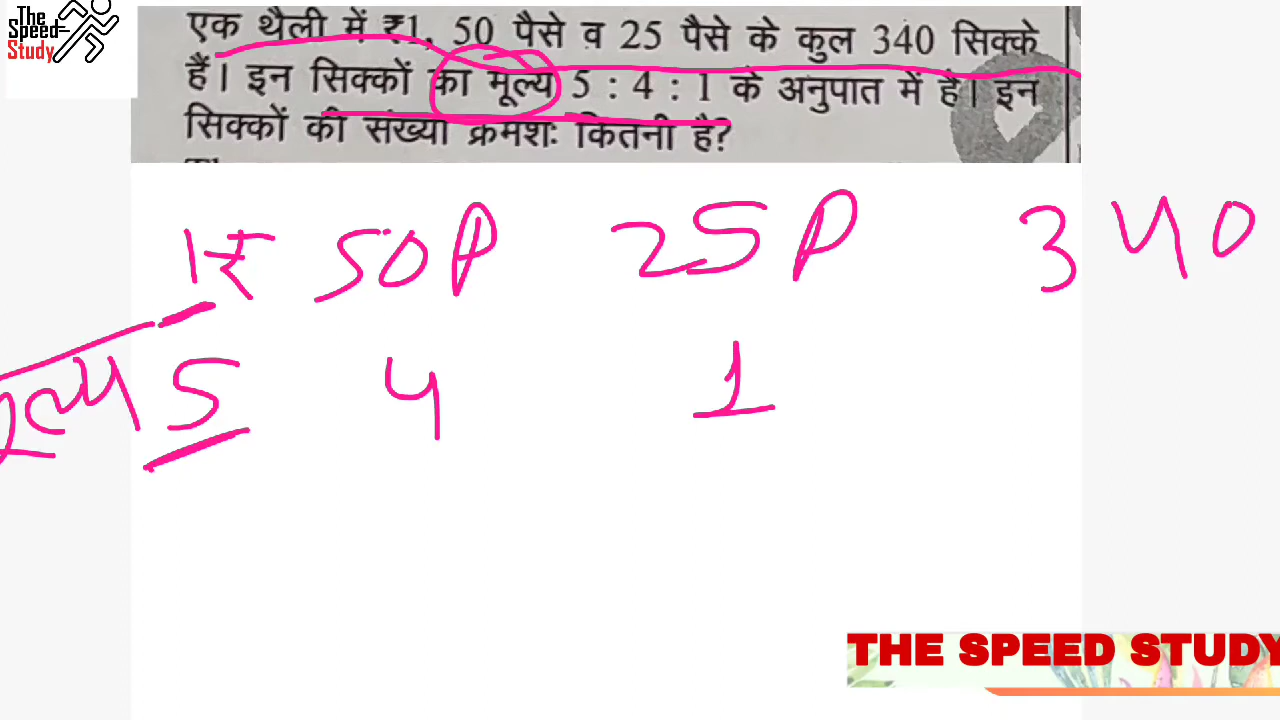 The
Speed-
Study
एक थैली में ₹1, 50 पैसे व 25 पैसे के कुल 340 सिक्के
हैं। इन सिक्कों का मूल्य 5 : 4 : 1 के अनुपात में है। इन
सिक्कों की संख्या क्रमशः कितनी है?
1₹ 50P 25P 340
5 4 1
THE SPEED STUDY